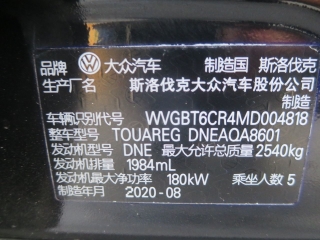 品牌 大众汽车 制造国 斯洛伐克
生产厂名 斯洛伐克大众汽车股份公司
制造
车辆识别代号 WVGBT6CR4MD004818
整车型号 TOUAREG DNEAQA8601
发动机型号 DNE 最大允许总质量 2540kg
发动机排量 1984mL
发动机最大净功率 180kW 乘坐人数 5
制造年月 2020-08